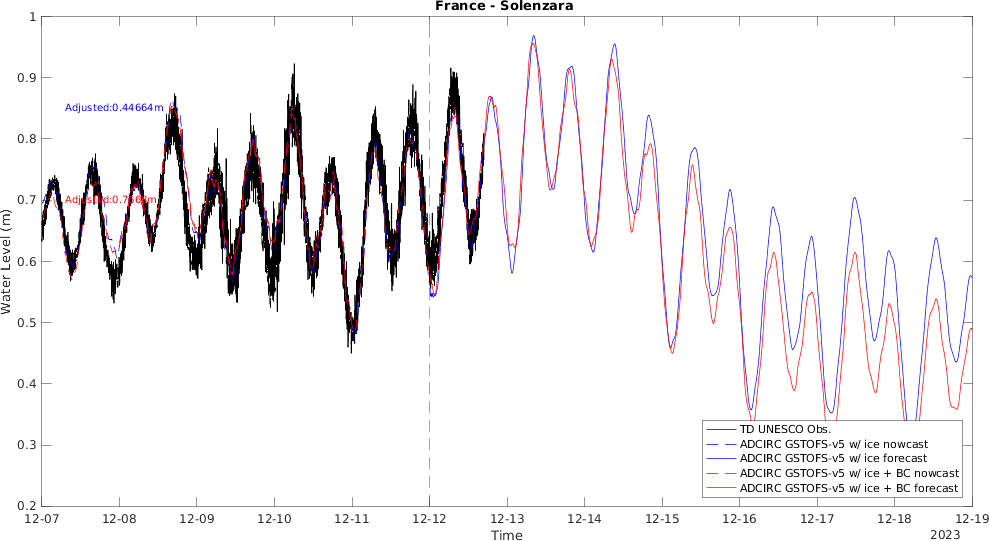 France - Solenzara
1
0.9
0.8
0.7
0.6
0.5
0.4
0.3
0.2
Water Level (m)
Adjusted:0.44664m
TD UNESCO Obs.
ADCIRC GSTOFS-v5 w/ ice nowcast
ADCIRC GSTOFS-v5 w/ ice forecast
ADCIRC GSTOFS-v5 w/ ice + BC nowcast
ADCIRC GSTOFS-v5 w/ ice + BC forecast
12-07 12-08 12-09 12-10 12-11 12-12 12-13 12-14 12-15 12-16 12-17 12-18 12-19
Time
2023